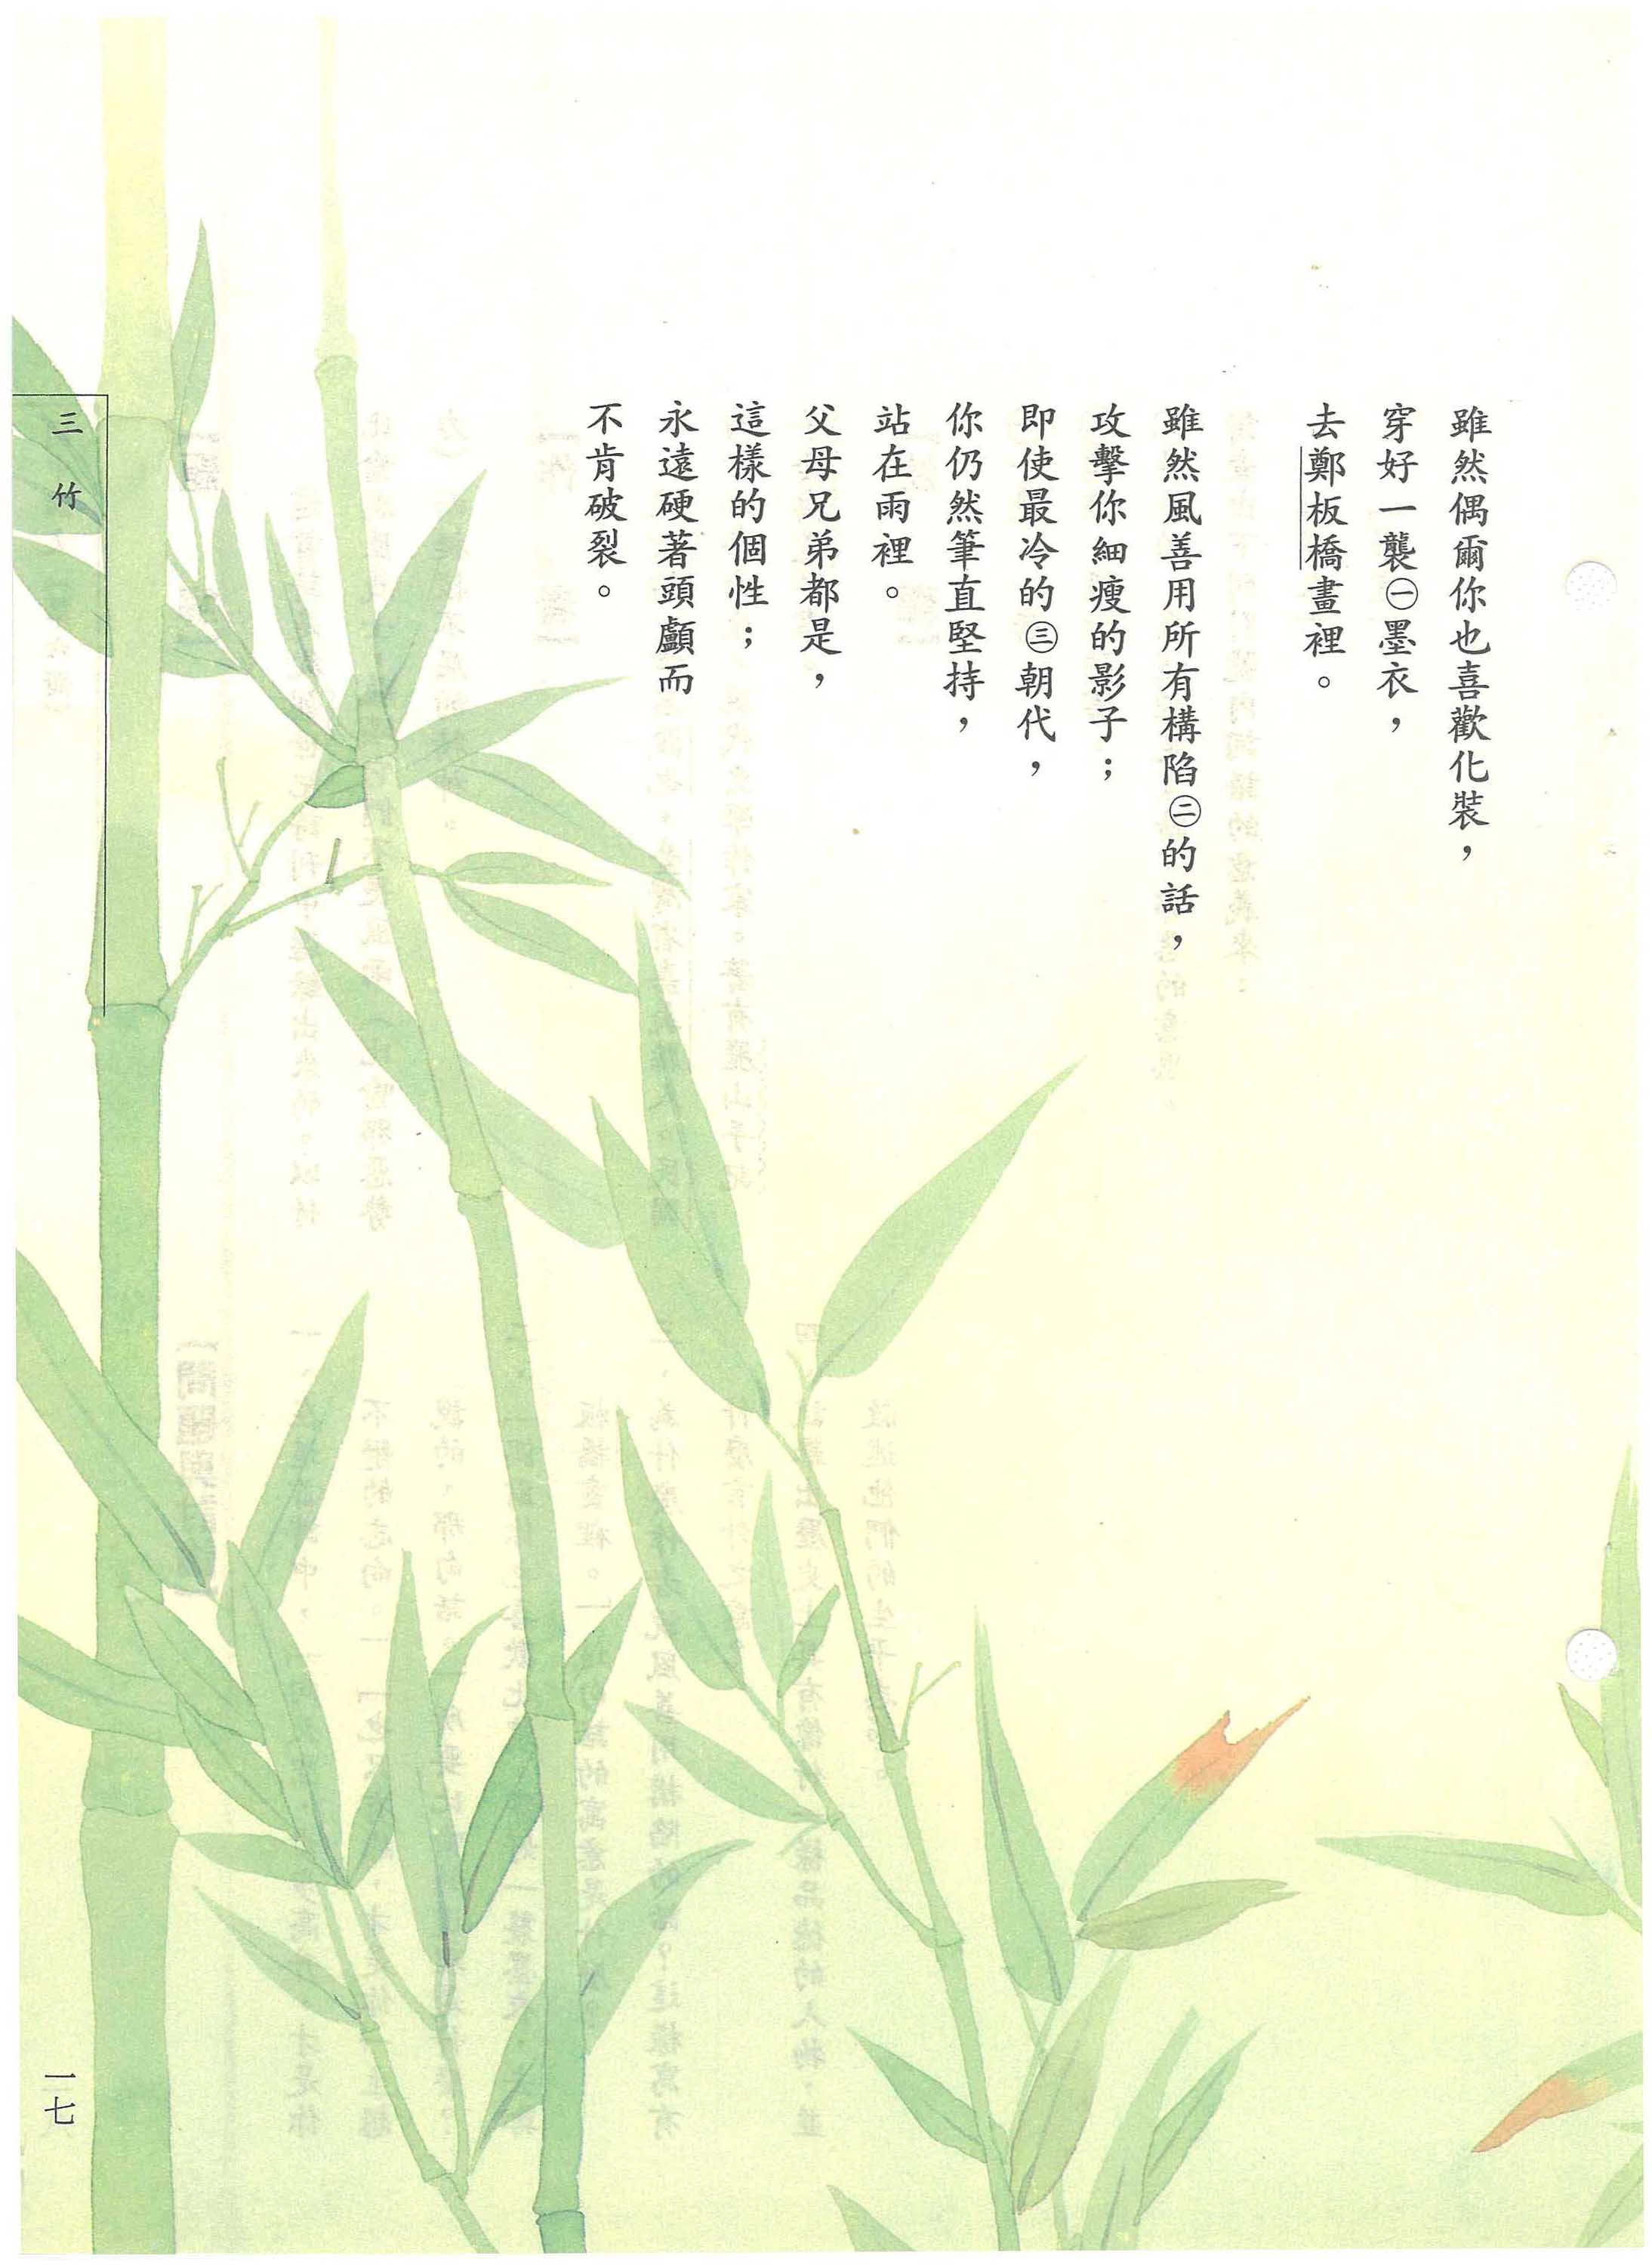 雖然偶爾你也喜歡化裝，
穿好一襲㊀墨衣，
去鄭板橋畫裡。
雖然風善用所有構陷㊁的話，
攻擊你細瘦的影子；
即使最冷的㊂朝代，
你仍然筆直堅持，
站在雨裡。
父母兄弟都是，
這樣的個性；
永遠硬著頭顱而
不肯破裂。
三 竹
一七